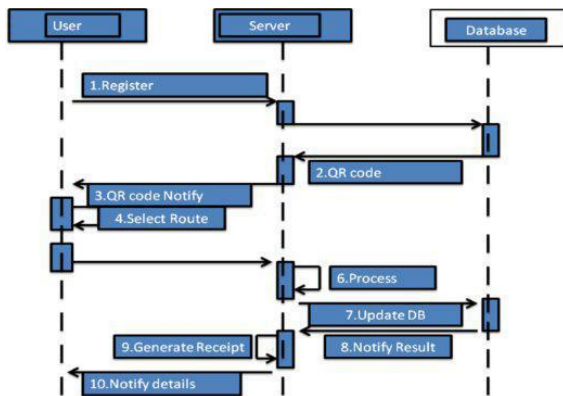 User
Server
Database
1.Register
2.QR code
3.QR code Notify
4.Select Route
6.Process
7.Update DB
8.Notify Result
9.Generate Receipt
10.Notify details